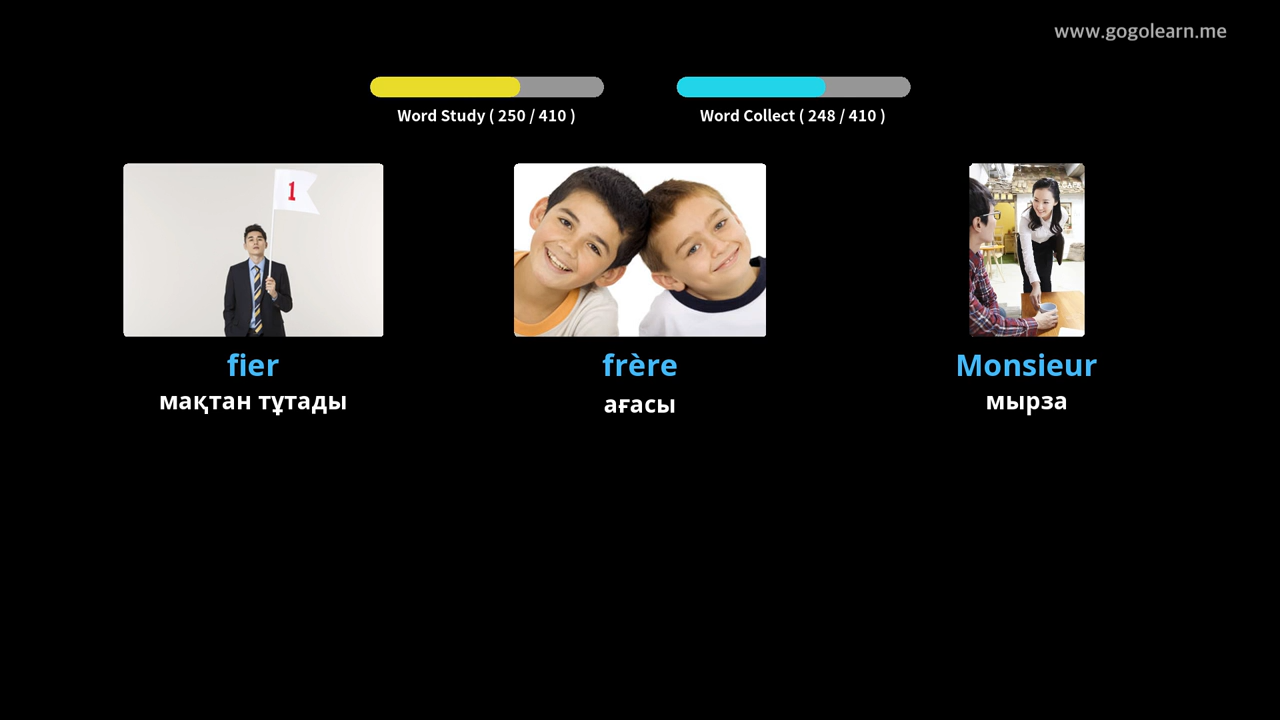 www.gogolearn.me
Word Study ( 250 / 410 )
Word Collect ( 248 / 410 )
1
fier
frère
Monsieur
мақтан тұтады
ағасы
мырза